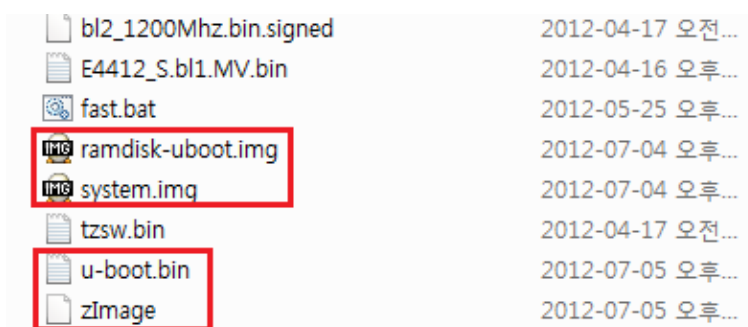 bl2_1200Mhz.bin.signed 2012-04-17 오전...
E4412_S.bl1.MV.bin 2012-04-16 오후...
fast.bat 2012-05-25 오후...
IMG ramdisk-uboot.img 2012-07-04 오후...
IMG system.img 2012-07-04 오후...
tzsw.bin 2012-04-17 오전...
u-boot.bin 2012-07-05 오후...
zImage 2012-07-05 오후...